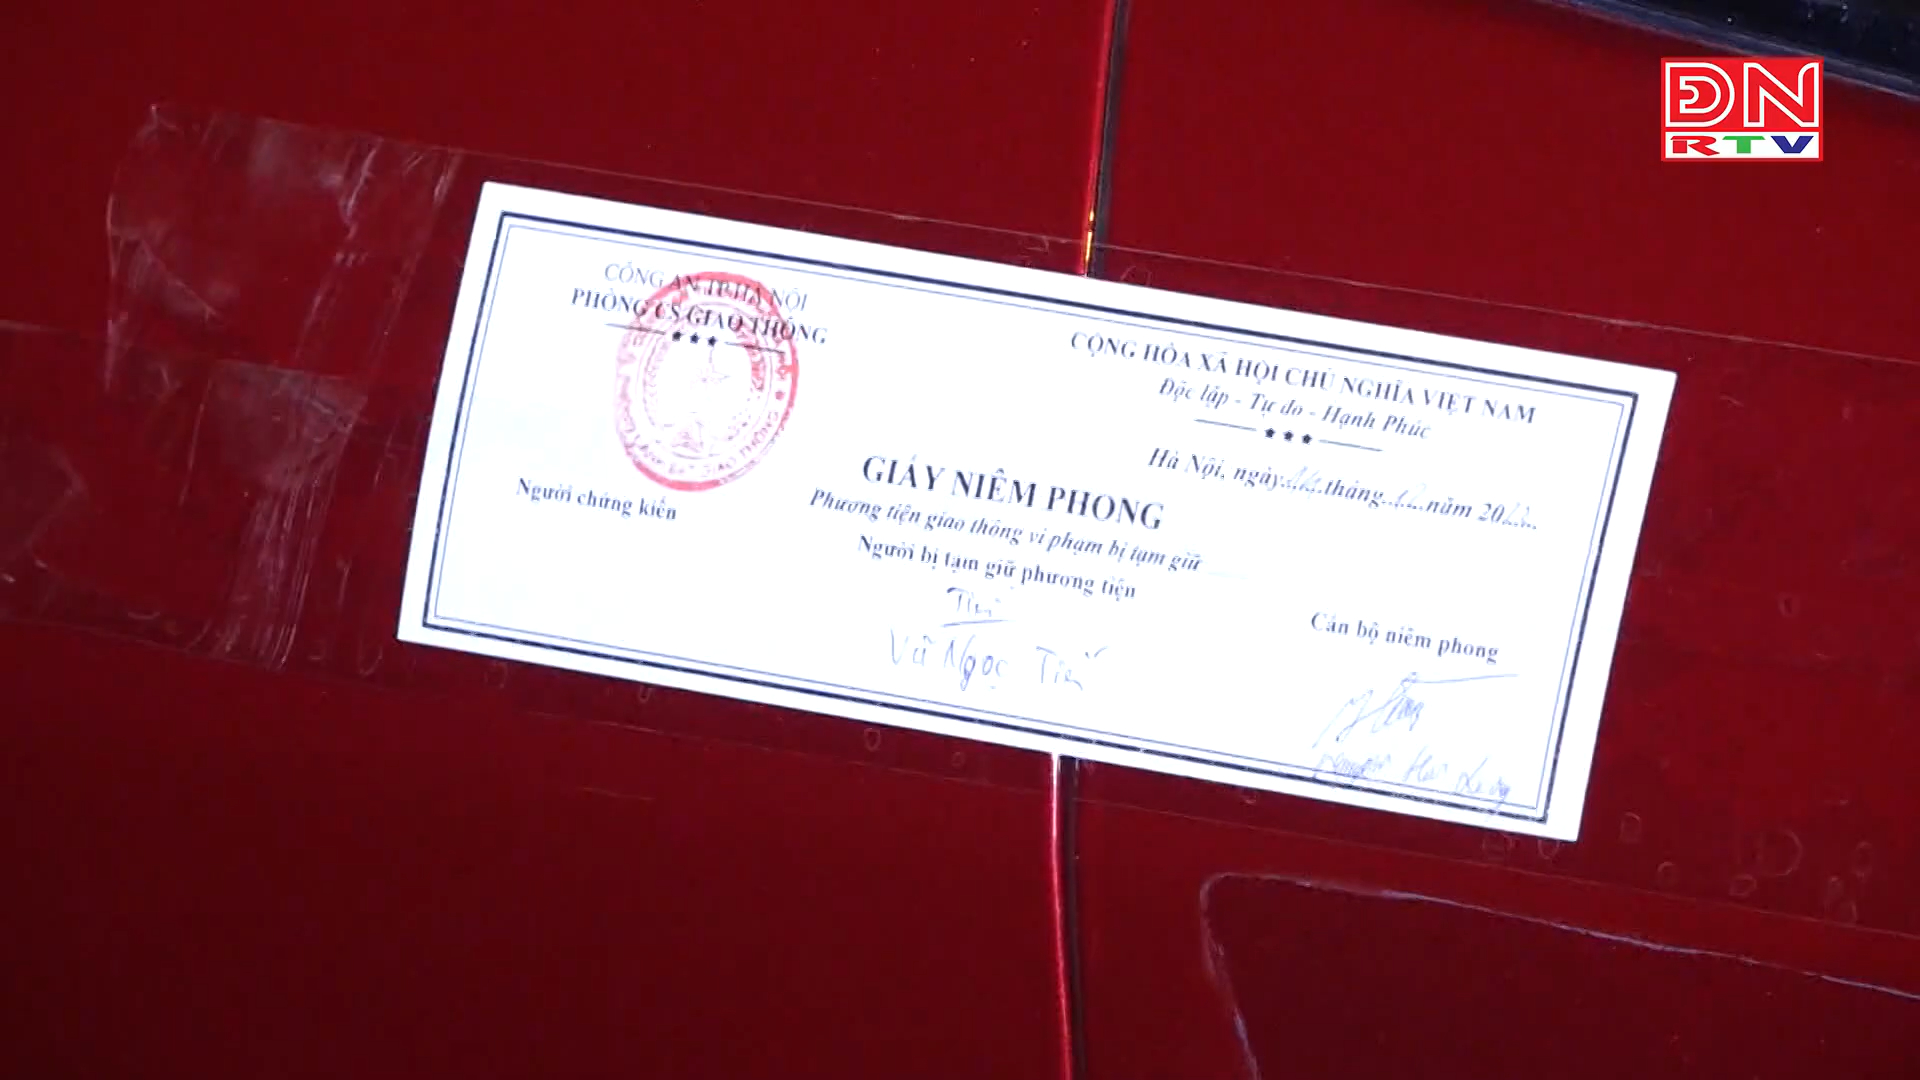 ĐN
RTV
CÔNG AN TP HÀ NỘI
PHÒNG CS GIAO THÔNG
CỘNG HÒA XÃ HỘI CHỦ NGHĨA VIỆT NAM
Độc lập - Tự do - Hạnh Phúc
Hà Nội, ngày tháng năm 20
GIẤY NIÊM PHONG
Phương tiện giao thông vi phạm bị tạm giữ
Người chứng kiến
Người bị tạm giữ phương tiện
Cán bộ niêm phong
Vũ Ngọc